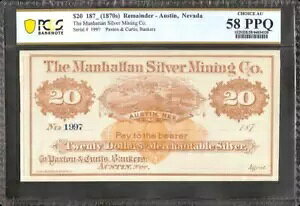 PCGS
BANKNOTE
$20 187_ (1870s) Remainder - Austin, Nevada
The Manhattan Silver Mining Co.
Serial # 1997 Paxton & Curtis, Bankers
CHOICE AU
58 PPQ
The Manhattan Silver Mining Co.
20
20
AUSTIN, NEV.
Nos 1997
187
Pay to the bearer
Twenty Dollars, Merchantable Silver.
To Paxton & Curtis, Bankers
AUSTIN, Nev.
Agent.